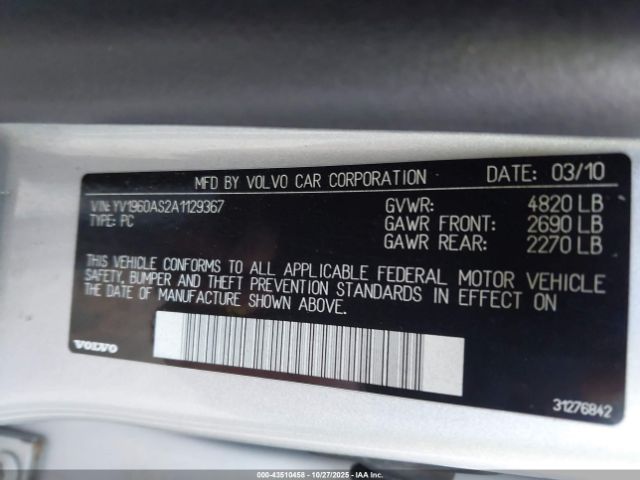 MFD BY VOLVO CAR CORPORATION DATE: 03/10
VIN: YV1960AS2A1129367 GVWR: 4820 LB
TYPE: PC GAWR FRONT: 2690 LB
GAWR REAR: 2270 LB
THIS VEHICLE CONFORMS TO ALL APPLICABLE FEDERAL MOTOR VEHICLE
SAFETY, BUMPER AND THEFT PREVENTION STANDARDS IN EFFECT ON
THE DATE OF MANUFACTURE SHOWN ABOVE.
VOLVO 31276842
000-43510458 | 10/27/2025 | © IAA Inc.